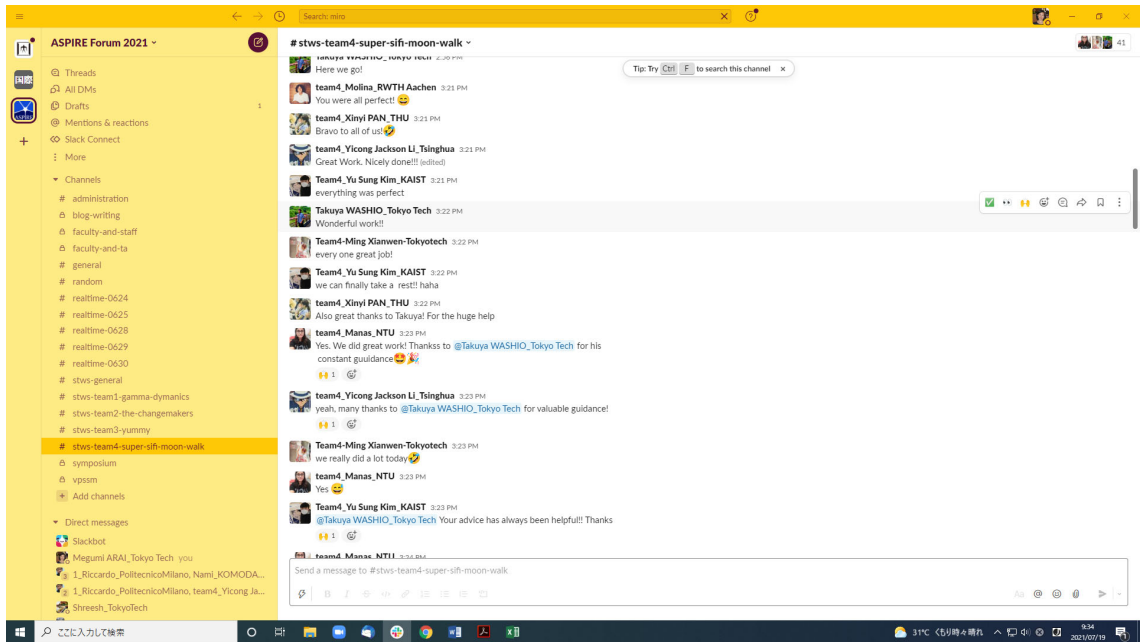 Search: miro
ASPIRE Forum 2021
Threads
All DMs
Drafts 1
Mentions & reactions
Slack Connect
More
Channels
# administration
blog-writing
faculty-and-staff
faculty-and-ta
# general
# random
# realtime-0624
# realtime-0625
# realtime-0628
# realtime-0629
# realtime-0630
# stws-general
# stws-team1-gamma-dymanics
# stws-team2-the-changemakers
# stws-team3-yummy
# stws-team4-super-sifi-moon-walk
symposium
vpssm
+ Add channels
Direct messages
Slackbot
Megumi ARAI_Tokyo Tech you
1_Riccardo_PolitecnicoMilano, Nami_KOMODA...
1_Riccardo_PolitecnicoMilano, team4_Yicong Ja...
Shreesh_TokyoTech
国際
# stws-team4-super-sifi-moon-walk
41
Tip: Try Ctrl F to search this channel ×
Takuya WASHIO_Tokyo Tech 2:56 PM
Here we go!
team4_Molina_RWTH Aachen 3:21 PM
You were all perfect! 😄
team4_Xinyi PAN_THU 3:21 PM
Bravo to all of us!🤣
team4_Yicong Jackson Li_Tsinghua 3:21 PM
Great Work. Nicely done!!! (edited)
Team4_Yu Sung Kim_KAIST 3:21 PM
everything was perfect
Takuya WASHIO_Tokyo Tech 3:22 PM
Wonderful work!!
Team4-Ming Xianwen-Tokyotech 3:22 PM
every one great job!
Team4_Yu Sung Kim_KAIST 3:22 PM
we can finally take a rest!! haha
team4_Xinyi PAN_THU 3:22 PM
Also great thanks to Takuya! For the huge help
team4_Manas_NTU 3:23 PM
Yes. We did great work! Thankss to @Takuya WASHIO_Tokyo Tech for his
constant guuidance🤩🎉
🙌 1
team4_Yicong Jackson Li_Tsinghua 3:23 PM
yeah, many thanks to @Takuya WASHIO_Tokyo Tech for valuable guidance!
🙌 1
Team4-Ming Xianwen-Tokyotech 3:23 PM
we really did a lot today🤣
team4_Manas_NTU 3:23 PM
Yes 😅
Team4_Yu Sung Kim_KAIST 3:23 PM
@Takuya WASHIO_Tokyo Tech Your advice has always been helpful!! Thanks
🙌 1
team4_Manas_NTU 3:24 PM
Send a message to #stws-team4-super-sifi-moon-walk
ここに入力して検索
31°C くもり時々晴れ
9:34
2021/07/19